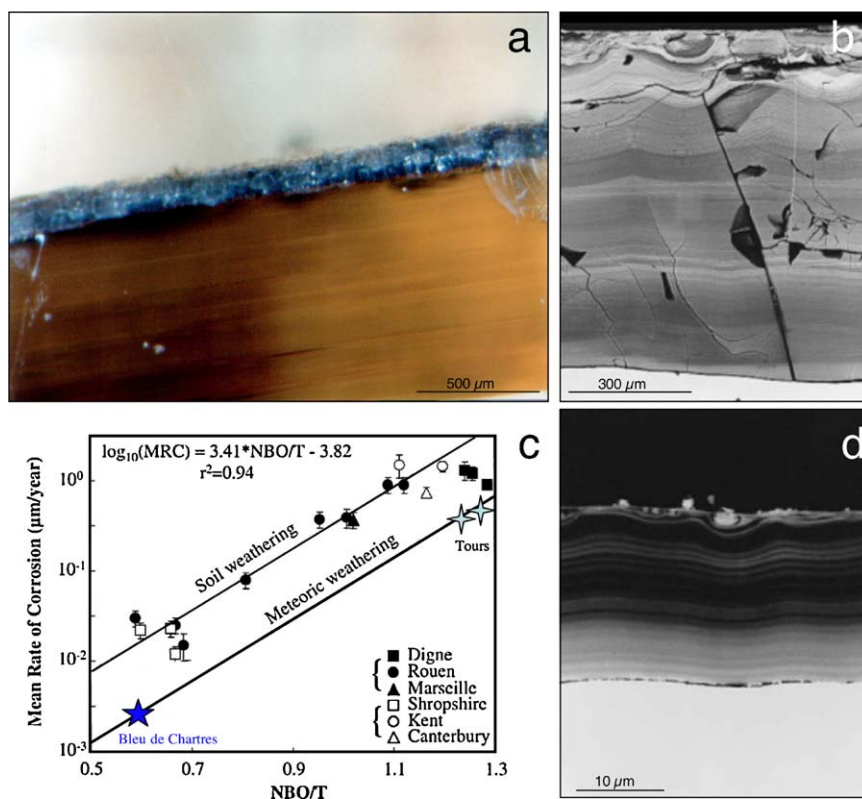 a
500 µm
b
300 µm
c
log₁₀(MRC) = 3.41*NBO/T - 3.82
r²=0.94
Mean Rate of Corrosion (µm/year)
10⁰
10⁻¹
10⁻²
10⁻³
0.5
0.7
0.9
1.1
1.3
NBO/T
Soil weathering
Meteoric weathering
Tours
Bleu de Chartres
Digne
Rouen
Marseille
Shropshire
Kent
Canterbury
d
10 µm